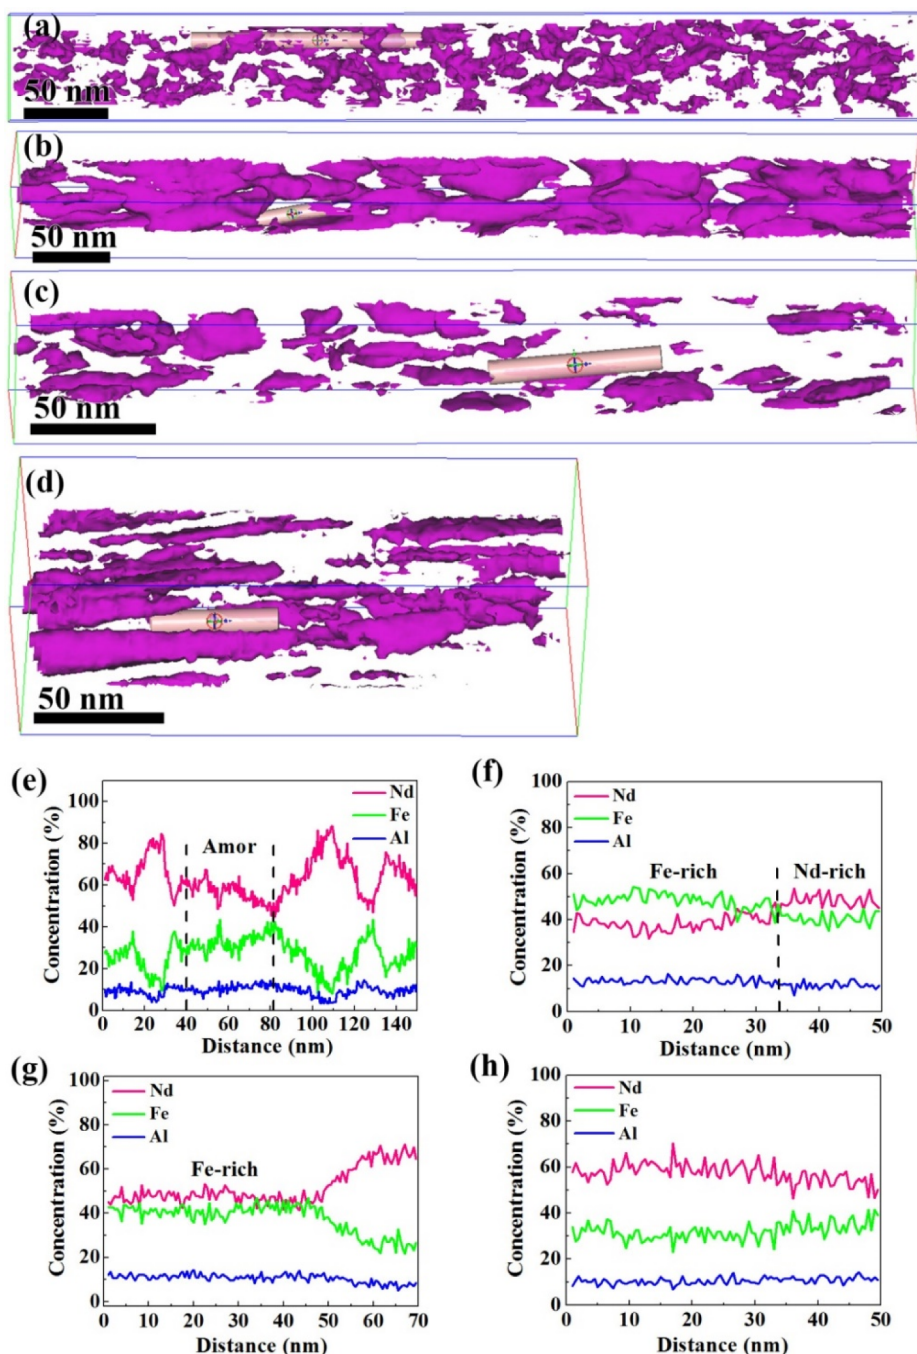 (a)
50 nm
(b)
50 nm
(c)
50 nm
(d)
50 nm
(e)
100
80
60
40
20
0
Concentration (%)
Amor
Nd
Fe
Al
0 20 40 60 80 100 120 140
Distance (nm)
(f)
100
80
60
40
20
0
Concentration (%)
Nd
Fe
Al
Fe-rich
Nd-rich
0 10 20 30 40 50
Distance (nm)
(g)
100
80
60
40
20
0
Concentration (%)
Nd
Fe
Al
Fe-rich
0 10 20 30 40 50 60 70
Distance (nm)
(h)
100
80
60
40
20
0
Concentration (%)
Nd
Fe
Al
0 10 20 30 40 50
Distance (nm)